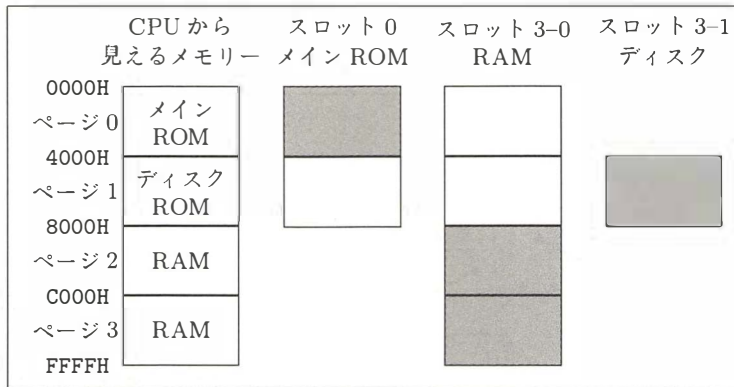 CPU から
見えるメモリー
スロット 0
メイン ROM
スロット 3–0
RAM
スロット 3–1
ディスク
0000H
ページ 0
メイン
ROM
4000H
ページ 1
ディスク
ROM
8000H
ページ 2
RAM
C000H
ページ 3
RAM
FFFFH